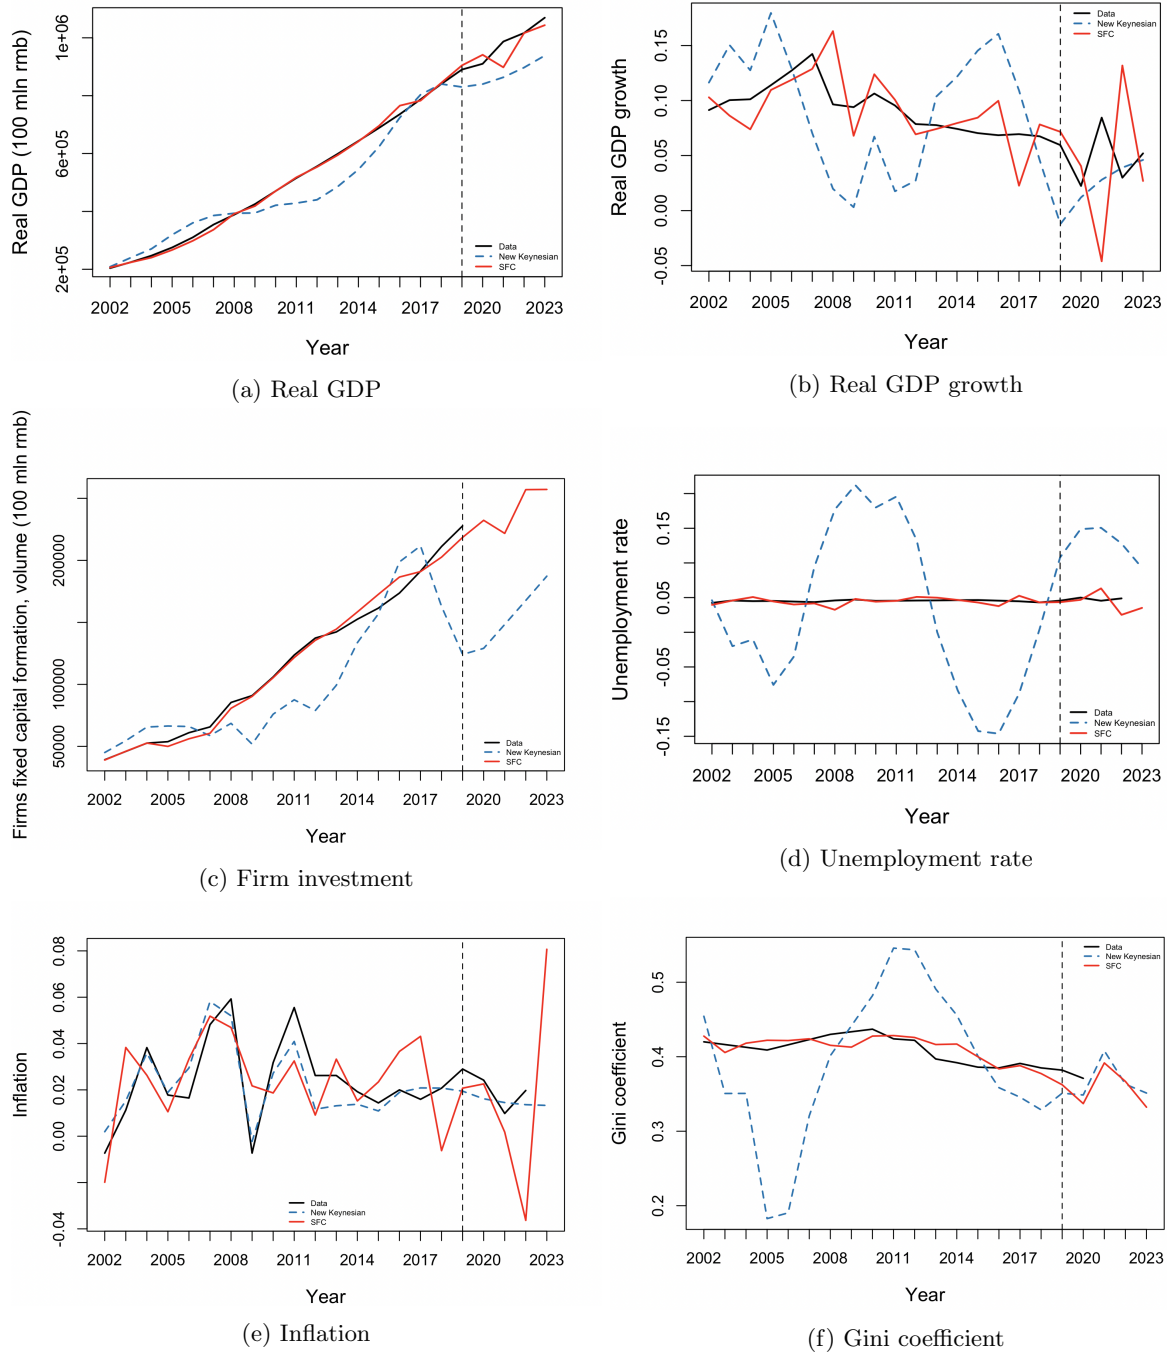 Real GDP (100 mln rmb)
1e+06
6e+05
2e+05
Data
New Keynesian
SFC
2002 2005 2008 2011 2014 2017 2020 2023
Year
(a) Real GDP
Real GDP growth
0.15
0.10
0.05
0.00
-0.05
Data
New Keynesian
SFC
2002 2005 2008 2011 2014 2017 2020 2023
Year
(b) Real GDP growth
Firms fixed capital formation, volume (100 mln rmb)
200000
100000
50000
Data
New Keynesian
SFC
2002 2005 2008 2011 2014 2017 2020 2023
Year
(c) Firm investment
Unemployment rate
0.15
0.05
-0.05
-0.15
Data
New Keynesian
SFC
2002 2005 2008 2011 2014 2017 2020 2023
Year
(d) Unemployment rate
Inflation
0.08
0.06
0.04
0.02
0.00
-0.04
Data
New Keynesian
SFC
2002 2005 2008 2011 2014 2017 2020 2023
Year
(e) Inflation
Gini coefficient
0.5
0.4
0.3
0.2
Data
New Keynesian
SFC
2002 2005 2008 2011 2014 2017 2020 2023
Year
(f) Gini coefficient